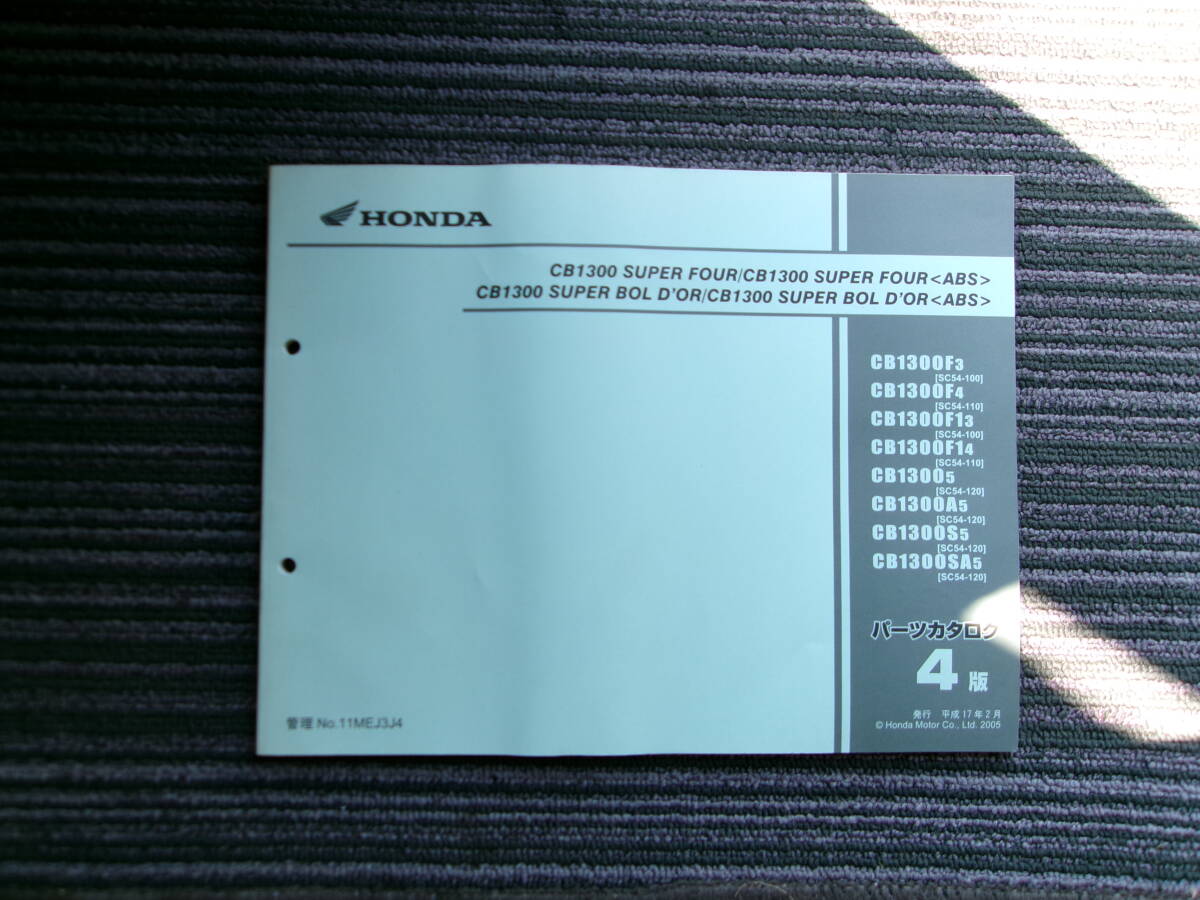 HONDA
CB1300 SUPER FOUR/CB1300 SUPER FOUR<ABS>
CB1300 SUPER BOL D'OR/CB1300 SUPER BOL D'OR<ABS>
CB1300F3
[SC54-100]
CB1300F4
[SC54-110]
CB1300F13
[SC54-100]
CB1300F14
[SC54-110]
CB13005
[SC54-120]
CB1300A5
[SC54-120]
CB1300S5
[SC54-120]
CB1300SA5
[SC54-120]
パーツカタログ
4版
発行 平成17年2月
© Honda Motor Co., Ltd. 2005
管理 No.11MEJ3J4